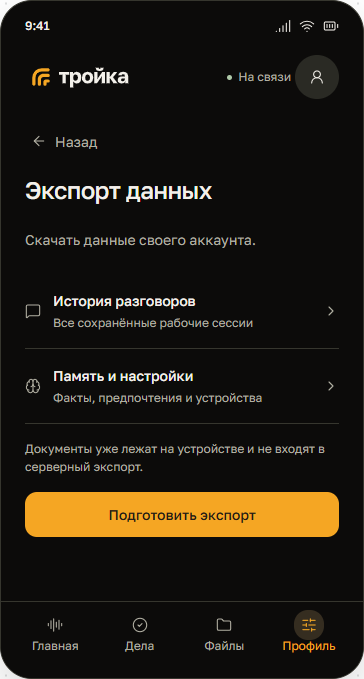 9:41
тройка
На связи
Назад
Экспорт данных
Скачать данные своего аккаунта.
История разговоров
Все сохранённые рабочие сессии
Память и настройки
Факты, предпочтения и устройства
Документы уже лежат на устройстве и не входят в
серверный экспорт.
Подготовить экспорт
Главная
Дела
Файлы
Профиль